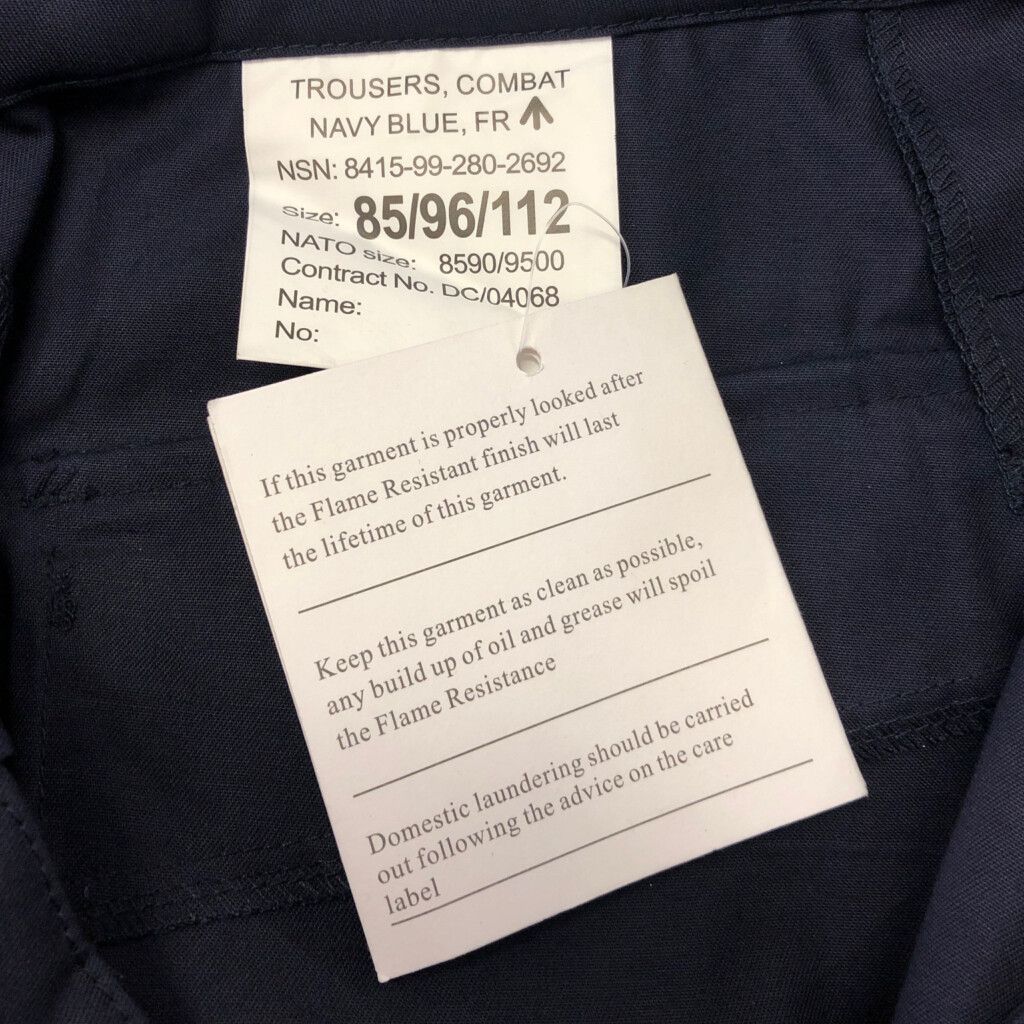 TROUSERS, COMBAT
NAVY BLUE, FR
NSN: 8415-99-280-2692
Size: 85/96/112
NATO size: 8590/9500
Contract No. DC/04068
Name:
No:
If this garment is properly looked after
the Flame Resistant finish will last
the lifetime of this garment.
Keep this garment as clean as possible,
any build up of oil and grease will spoil
the Flame Resistance
Domestic laundering should be carried
out following the advice on the care
label